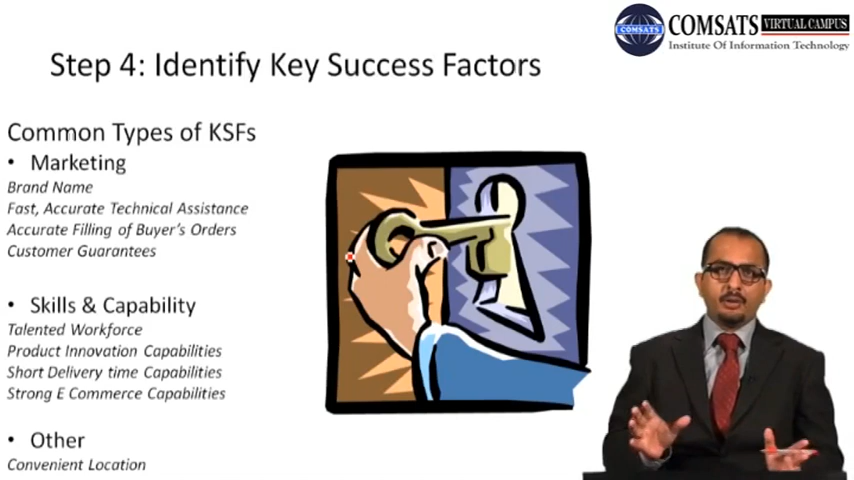 COMSATS VIRTUAL CAMPUS
COMSATS
Institute Of Information Technology
Step 4: Identify Key Success Factors
Common Types of KSFs
• Marketing
Brand Name
Fast, Accurate Technical Assistance
Accurate Filling of Buyer's Orders
Customer Guarantees
• Skills & Capability
Talented Workforce
Product Innovation Capabilities
Short Delivery time Capabilities
Strong E Commerce Capabilities
• Other
Convenient Location